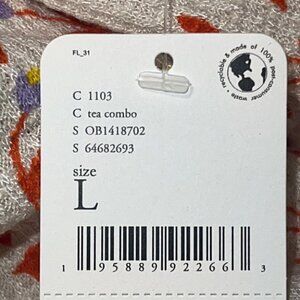 FL_31
recyclable & made of 100% post-consumer waste
C 1103
C tea combo
S OB1418702
S 64682693
size
L
1 95889 92266 3